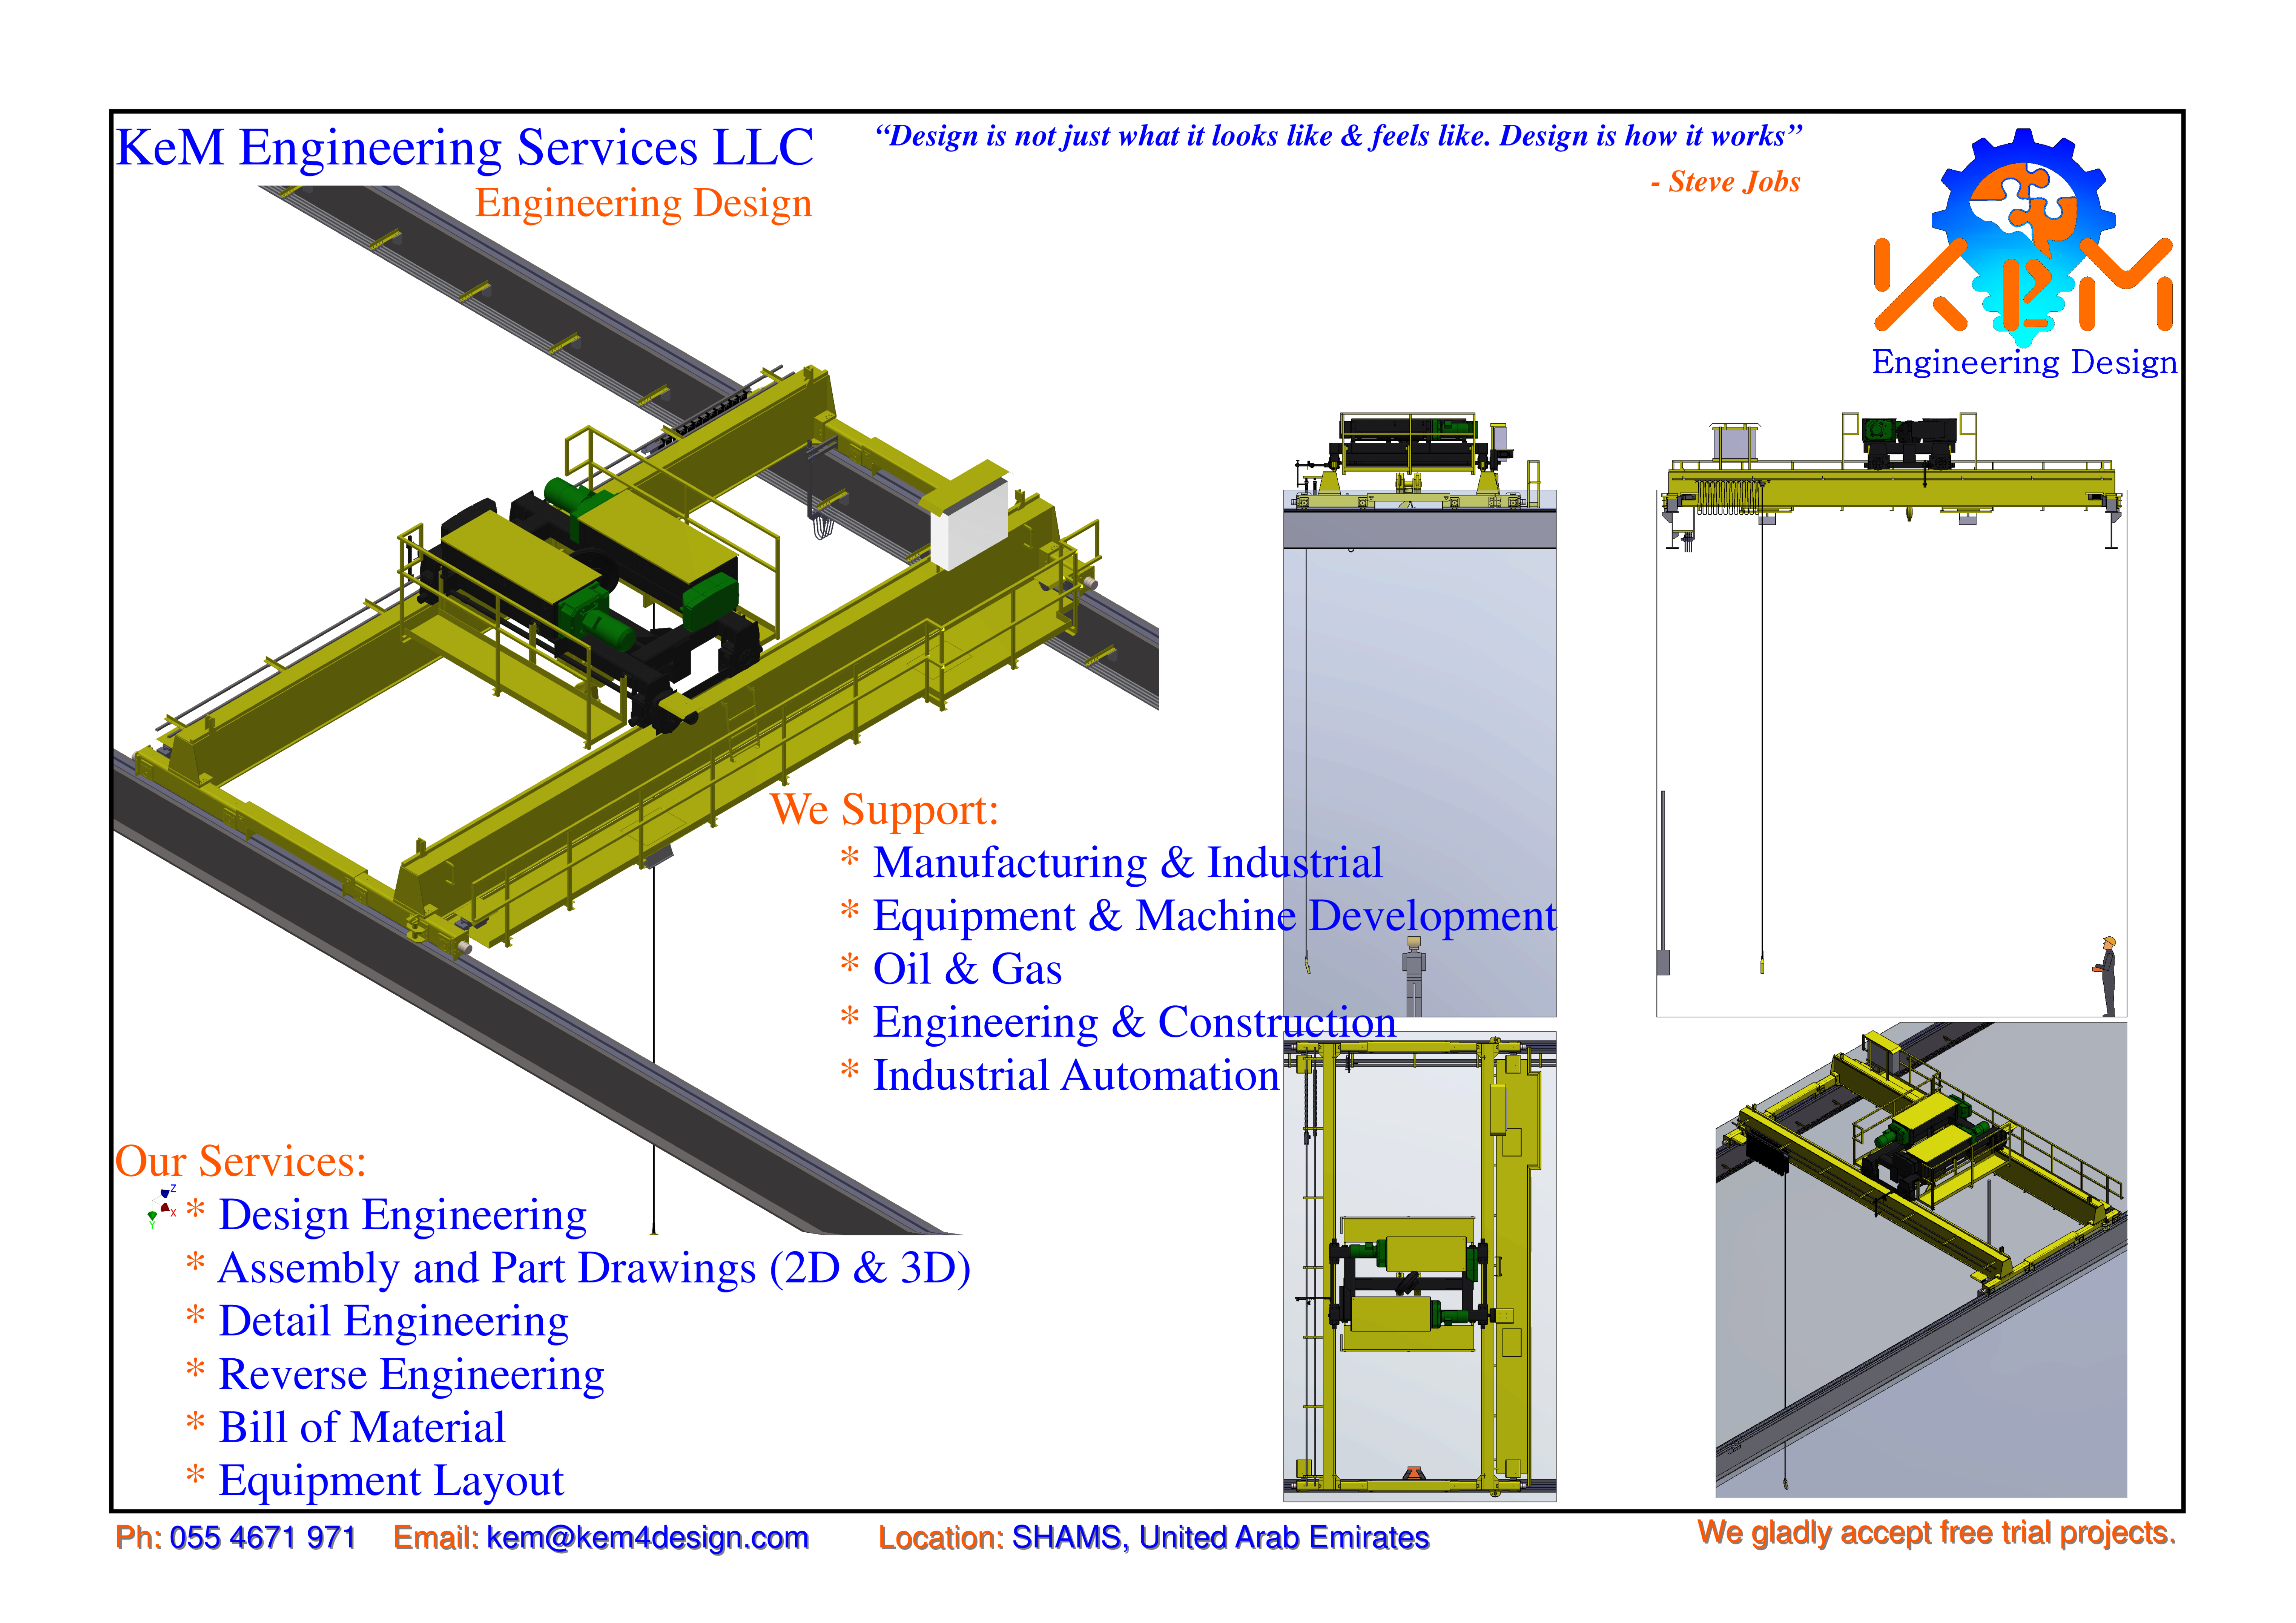 KeM Engineering Services LLC
Engineering Design
“Design is not just what it looks like & feels like. Design is how it works”
- Steve Jobs
KeM
Engineering Design
We Support:
* Manufacturing & Industrial
* Equipment & Machine Development
* Oil & Gas
* Engineering & Construction
* Industrial Automation
Our Services:
* Design Engineering
* Assembly and Part Drawings (2D & 3D)
* Detail Engineering
* Reverse Engineering
* Bill of Material
* Equipment Layout
Z
X
Y
Ph: 055 4671 971 Email: kem@kem4design.com Location: SHAMS, United Arab Emirates We gladly accept free trial projects.